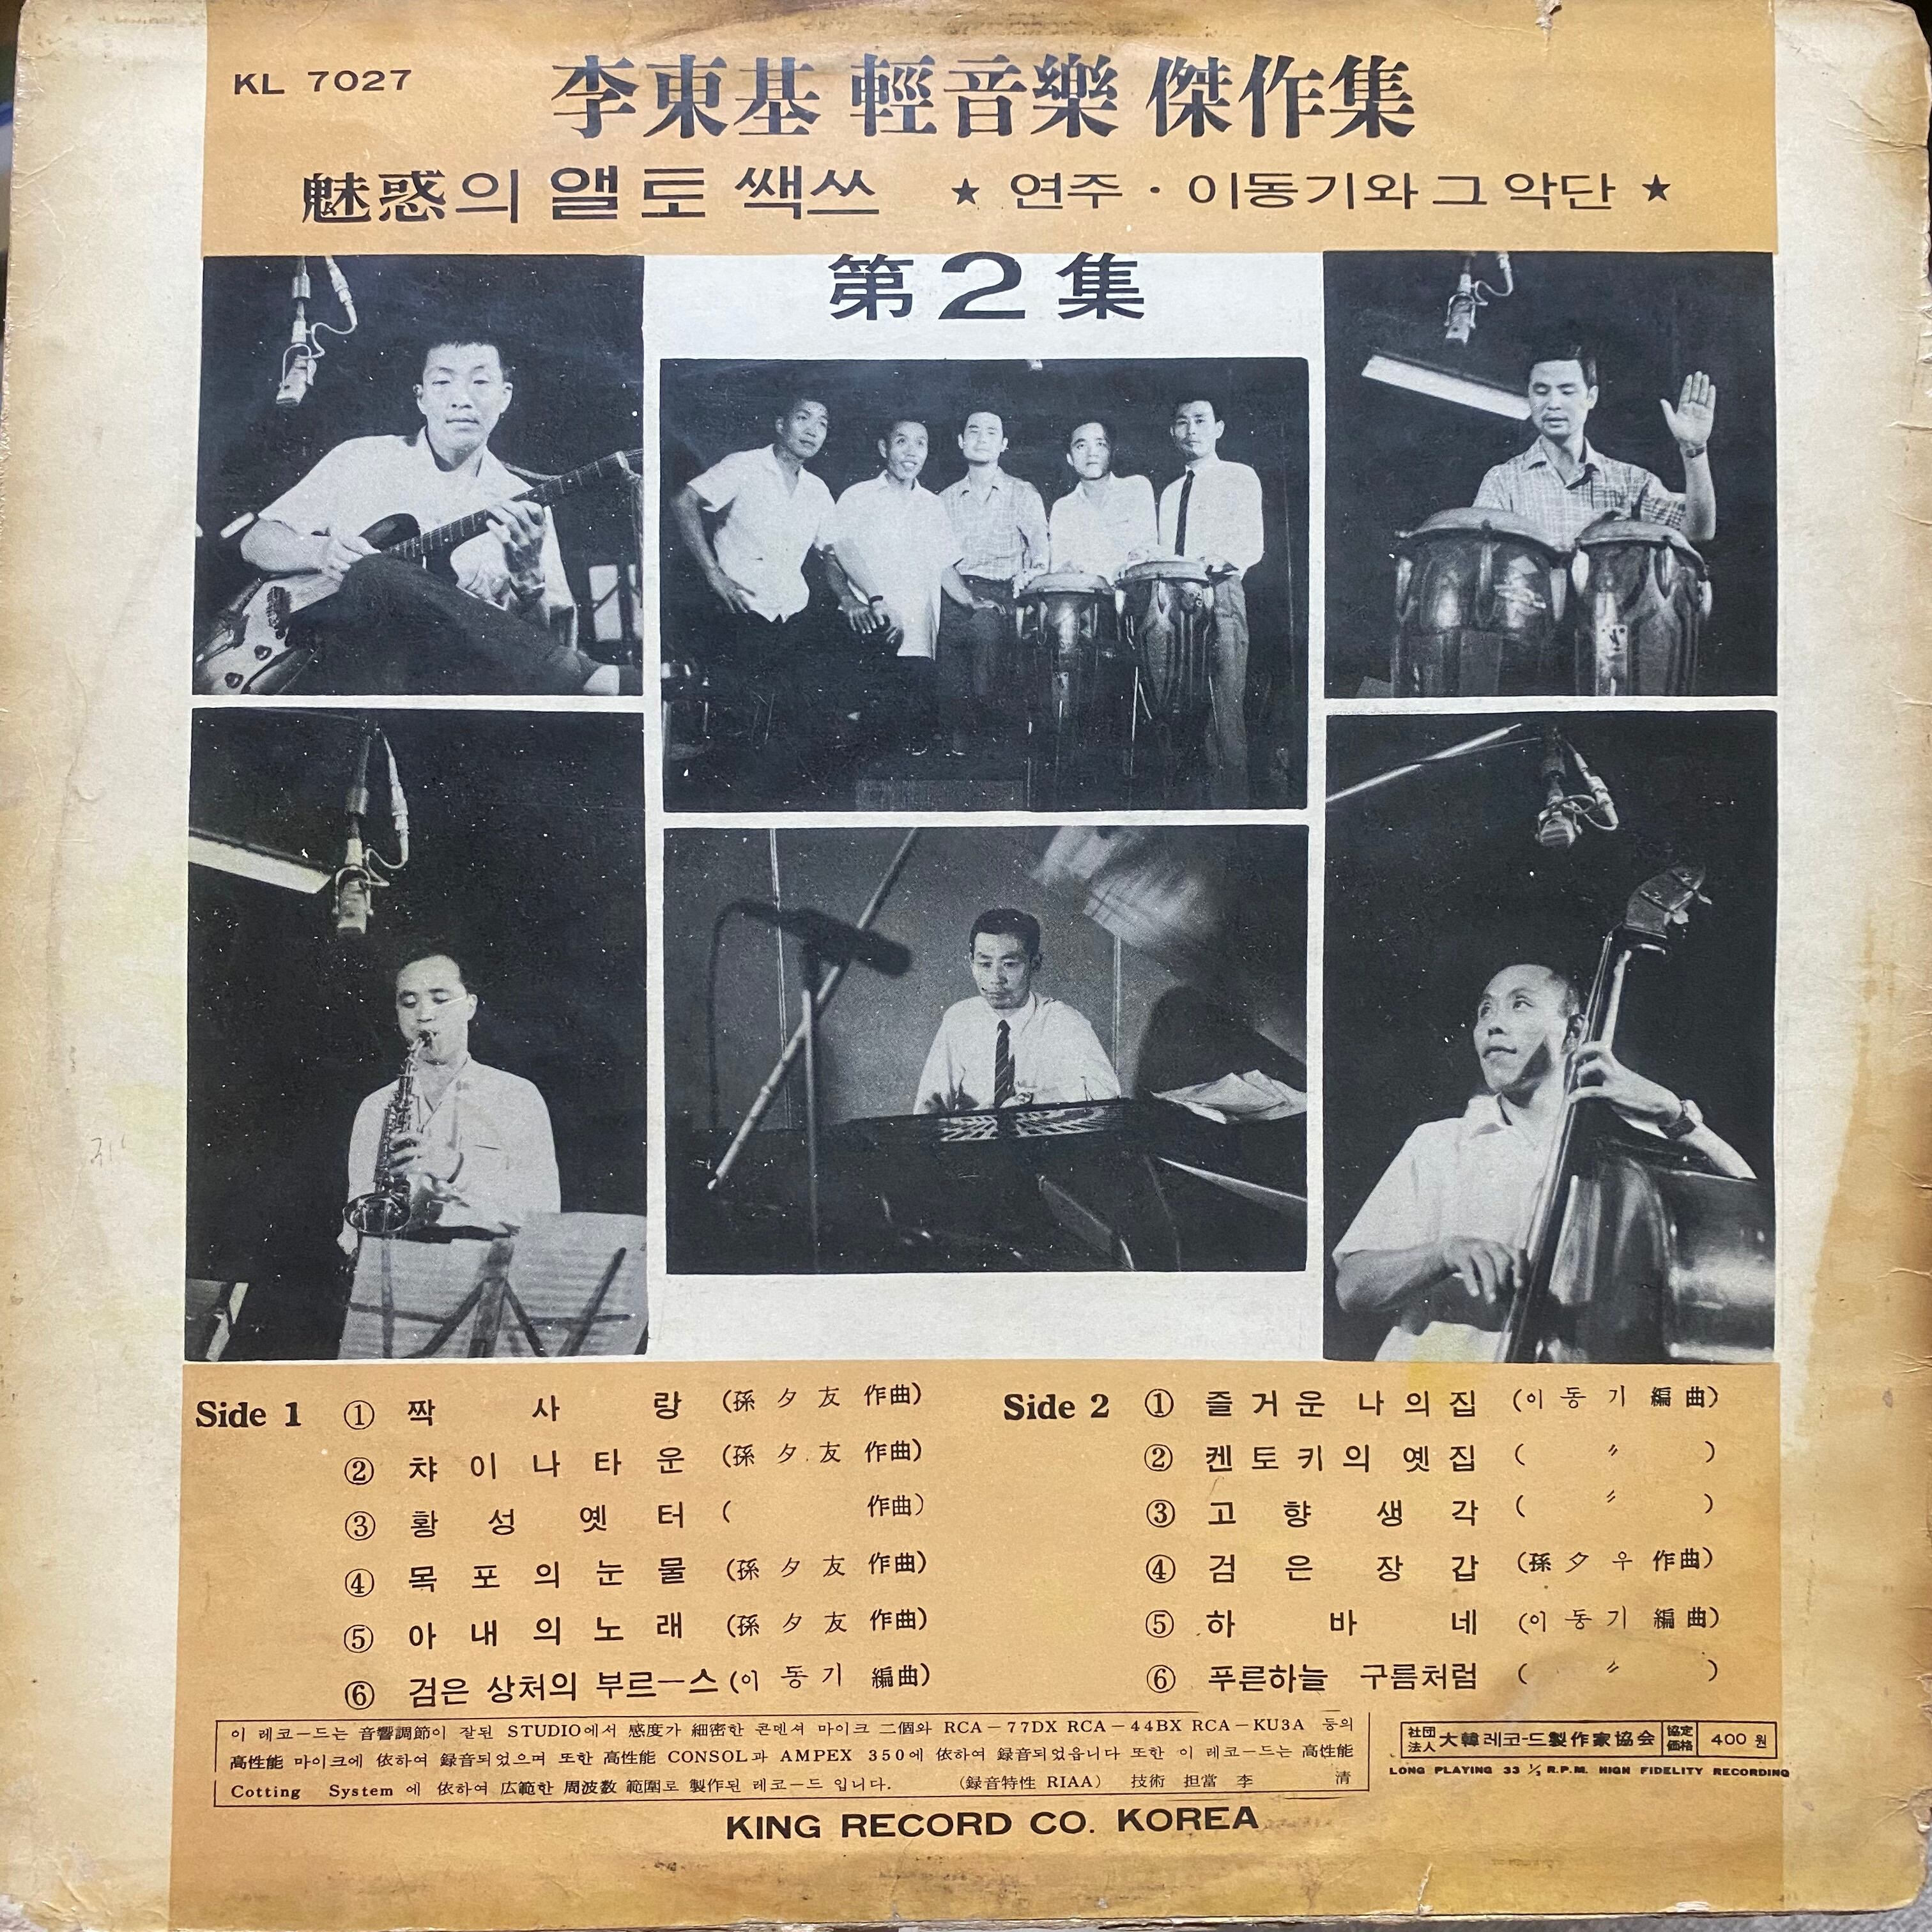 KL 7027
李東基 輕音樂 傑作集
魅惑의 앨토 쌕쓰 ★ 연주 · 이동기와 그 악단 ★
第2集
Side 1 ① 짝사랑 (孫夕友 作曲)
② 챠이나타운 (孫夕友 作曲)
③ 황성옛터 ( 作曲)
④ 목포의 눈물 (孫夕友 作曲)
⑤ 아내의 노래 (孫夕友 作曲)
⑥ 검은 상처의 부르—스 (이동기 編曲)
Side 2 ① 즐거운 나의 집 (이동기 編曲)
② 켄토키의 옛집 ( 〃 )
③ 고향생각 ( 〃 )
④ 검은장갑 (孫夕우 作曲)
⑤ 하바네 (이동기 編曲)
⑥ 푸른하늘 구름처럼 ( 〃 )
이 레코—드는 音響調節이 잘된 STUDIO에서 感度가 細密한 콘덴셔 마이크 二個와 RCA—77DX RCA—44BX RCA—KU3A 등의
高性能 마이크에 依하여 録音되었으며 또한 高性能 CONSOL과 AMPEX 350에 依하여 録音되었읍니다 또한 이 레코—드는 高性能
Cotting System 에 依하여 広範한 周波數 範圍로 製作된 레코—드 입니다. (録音特性 RIAA) 技術 担當 李 清
社団法人 大韓레코-드製作家協会 協定価格 400원
LONG PLAYING 33 ⅓ R.P.M. HIGH FIDELITY RECORDING
KING RECORD CO. KOREA